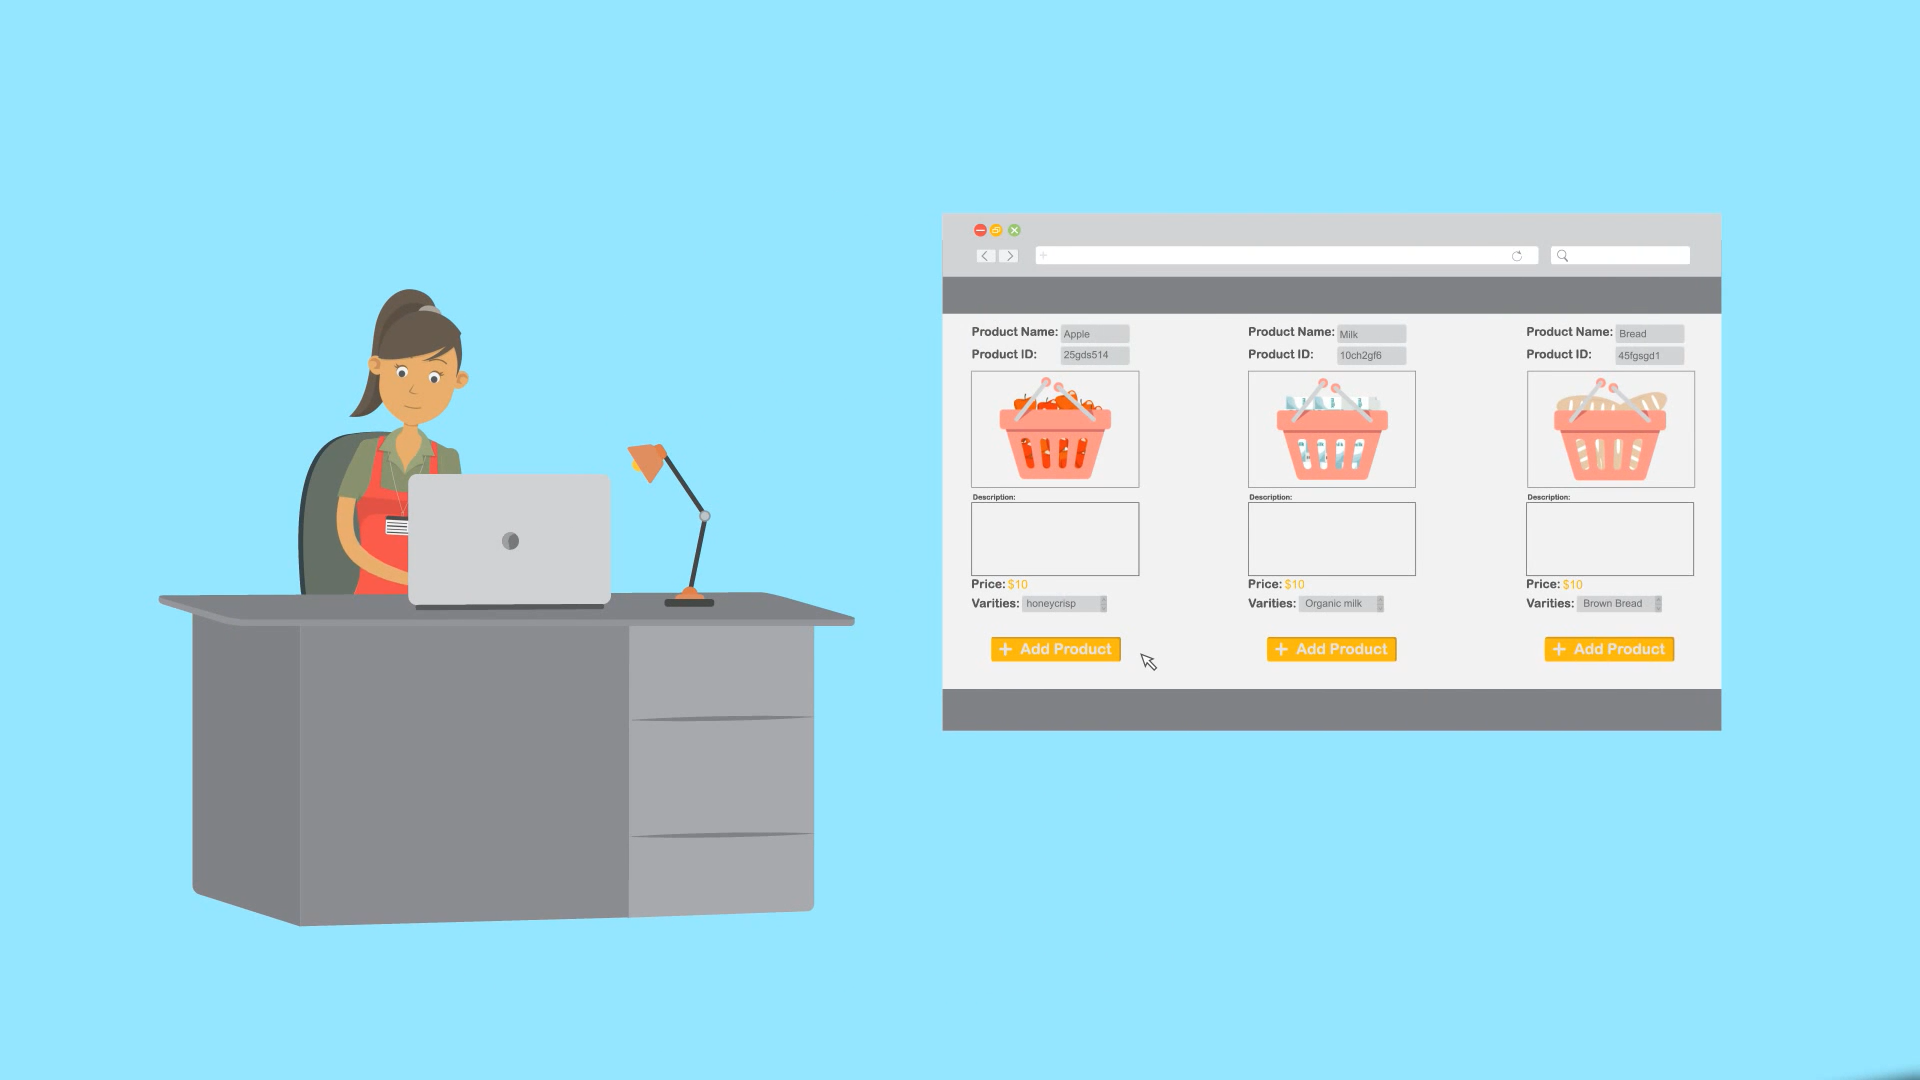 Product Name: Apple
Product ID: 25gds514
Description:
Price: $10
Varities: honeycrisp
+ Add Product
Product Name: Milk
Product ID: 10ch2gf6
Description:
Price: $10
Varities: Organic milk
+ Add Product
Product Name: Bread
Product ID: 45fgsgd1
Description:
Price: $10
Varities: Brown Bread
+ Add Product